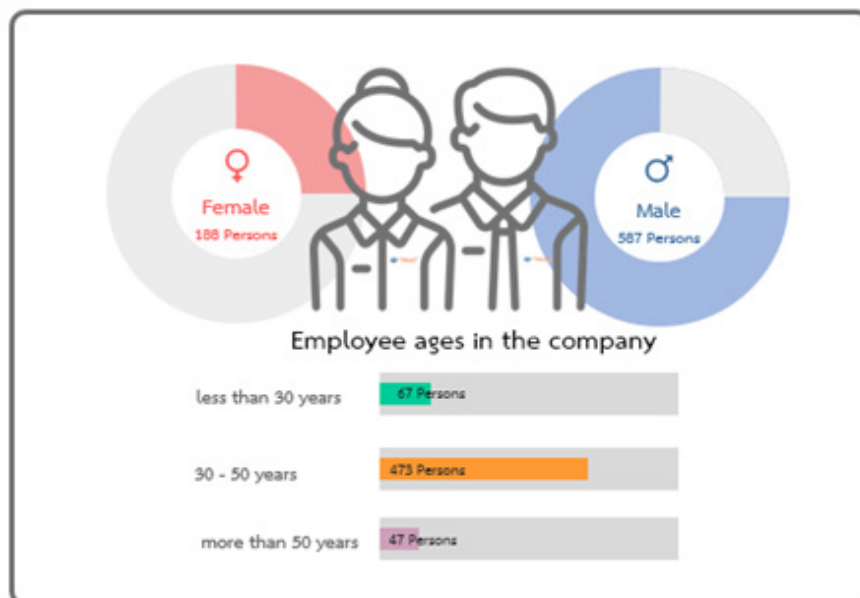 Female
188 Persons
Male
587 Persons
Employee ages in the company
less than 30 years
67 Persons
30 - 50 years
473 Persons
more than 50 years
47 Persons